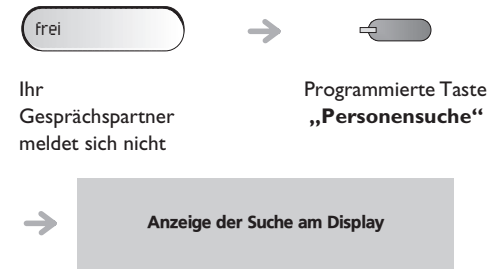 frei
Ihr
Gesprächspartner
meldet sich nicht
Programmierte Taste
„Personensuche“
Anzeige der Suche am Display